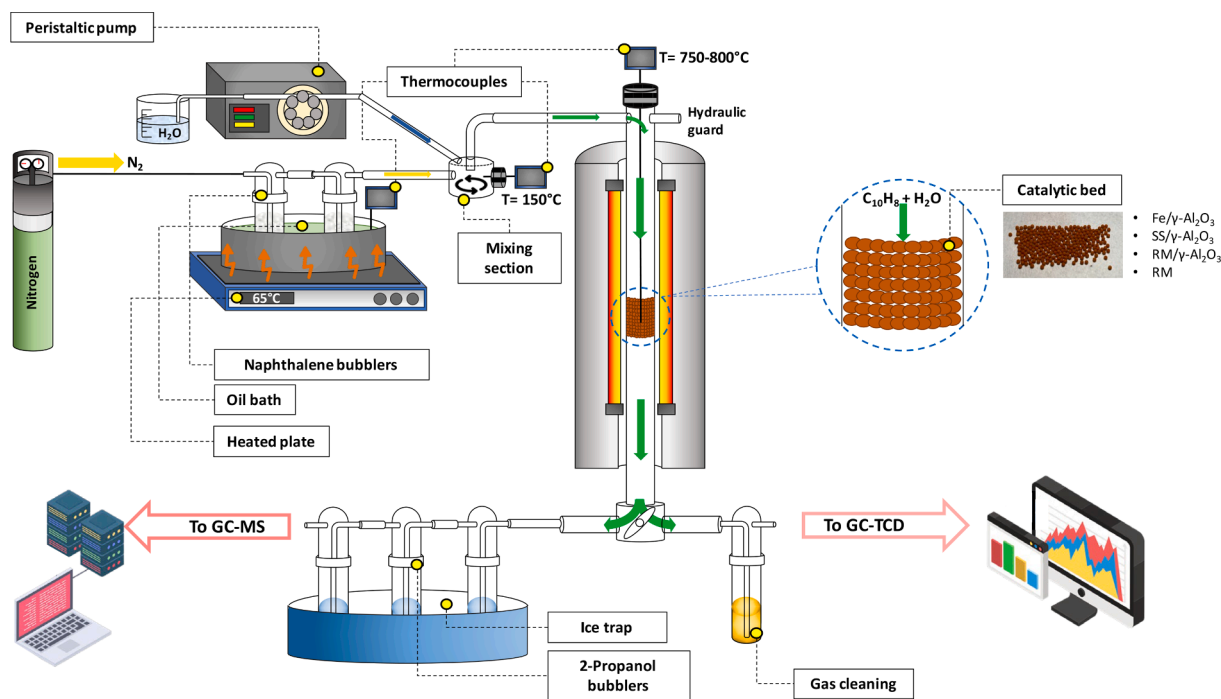 Peristaltic pump
T= 750-800°C
Thermocouples
H₂O
Hydraulic
guard
N₂
T= 150°C
Catalytic bed
C₁₀H₈ + H₂O
• Fe/γ-Al₂O₃
• SS/γ-Al₂O₃
• RM/γ-Al₂O₃
• RM
Mixing
section
Nitrogen
65°C
Naphthalene bubblers
Oil bath
Heated plate
To GC-MS
To GC-TCD
Ice trap
2-Propanol
bubblers
Gas cleaning